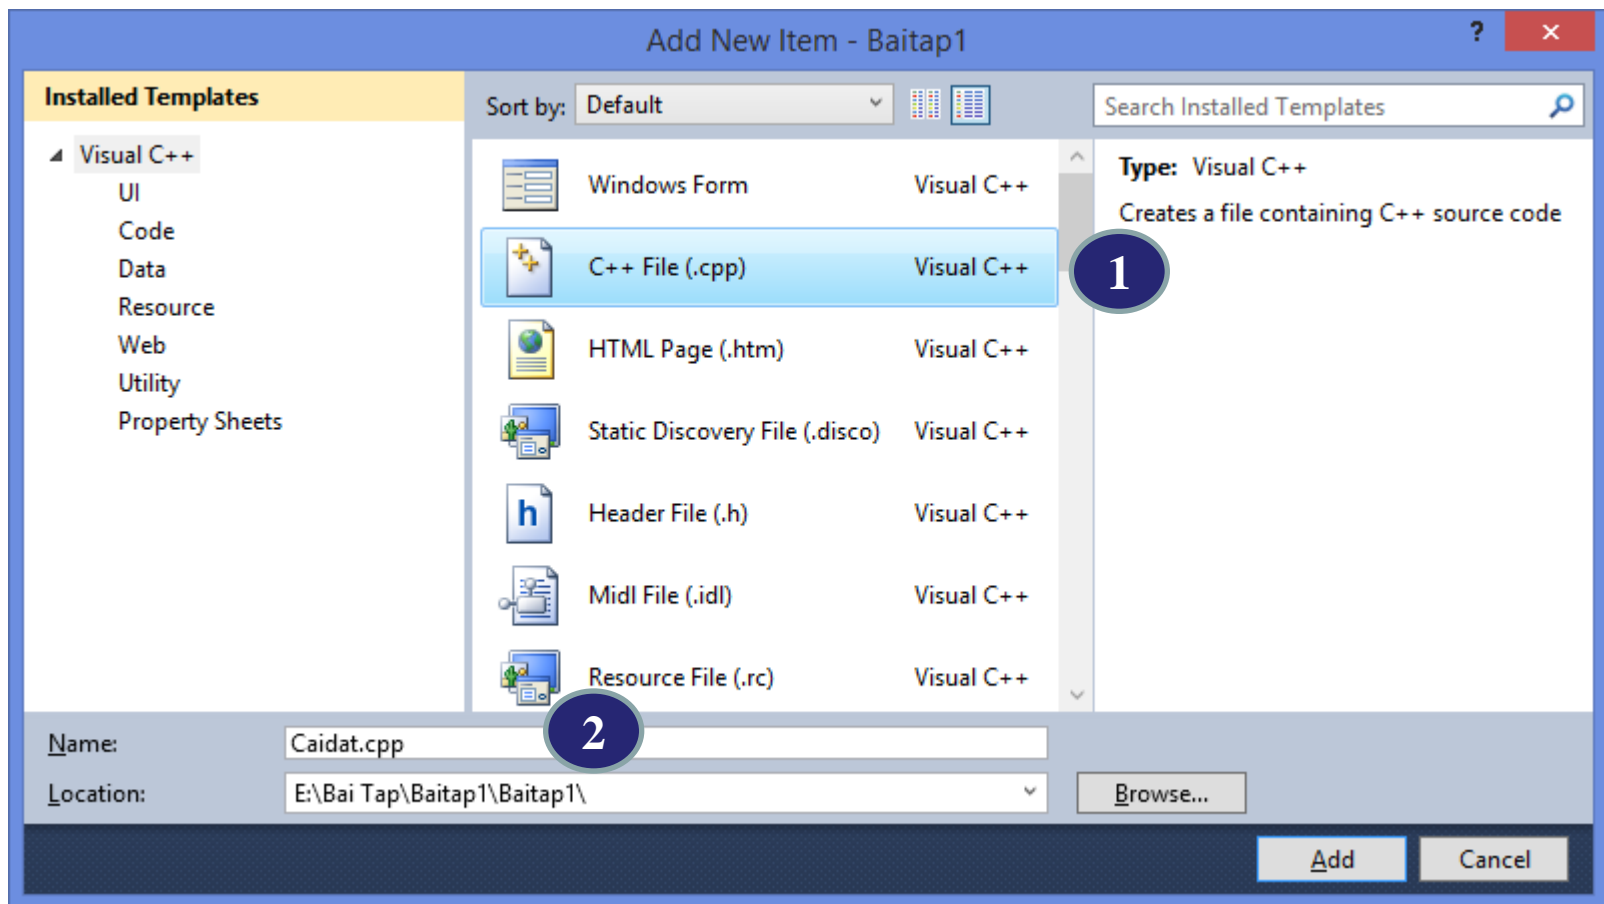 Add New Item - Baitap1
?
Installed Templates
Sort by: Default
Search Installed Templates
Visual C++
UI
Code
Data
Resource
Web
Utility
Property Sheets
Windows Form Visual C++
C++ File (.cpp) Visual C++
1
HTML Page (.htm) Visual C++
Static Discovery File (.disco) Visual C++
h Header File (.h) Visual C++
Midl File (.idl) Visual C++
Resource File (.rc) Visual C++
Type: Visual C++
Creates a file containing C++ source code
2
Name: Caidat.cpp
Location: E:\Bai Tap\Baitap1\Baitap1\
Browse...
Add Cancel